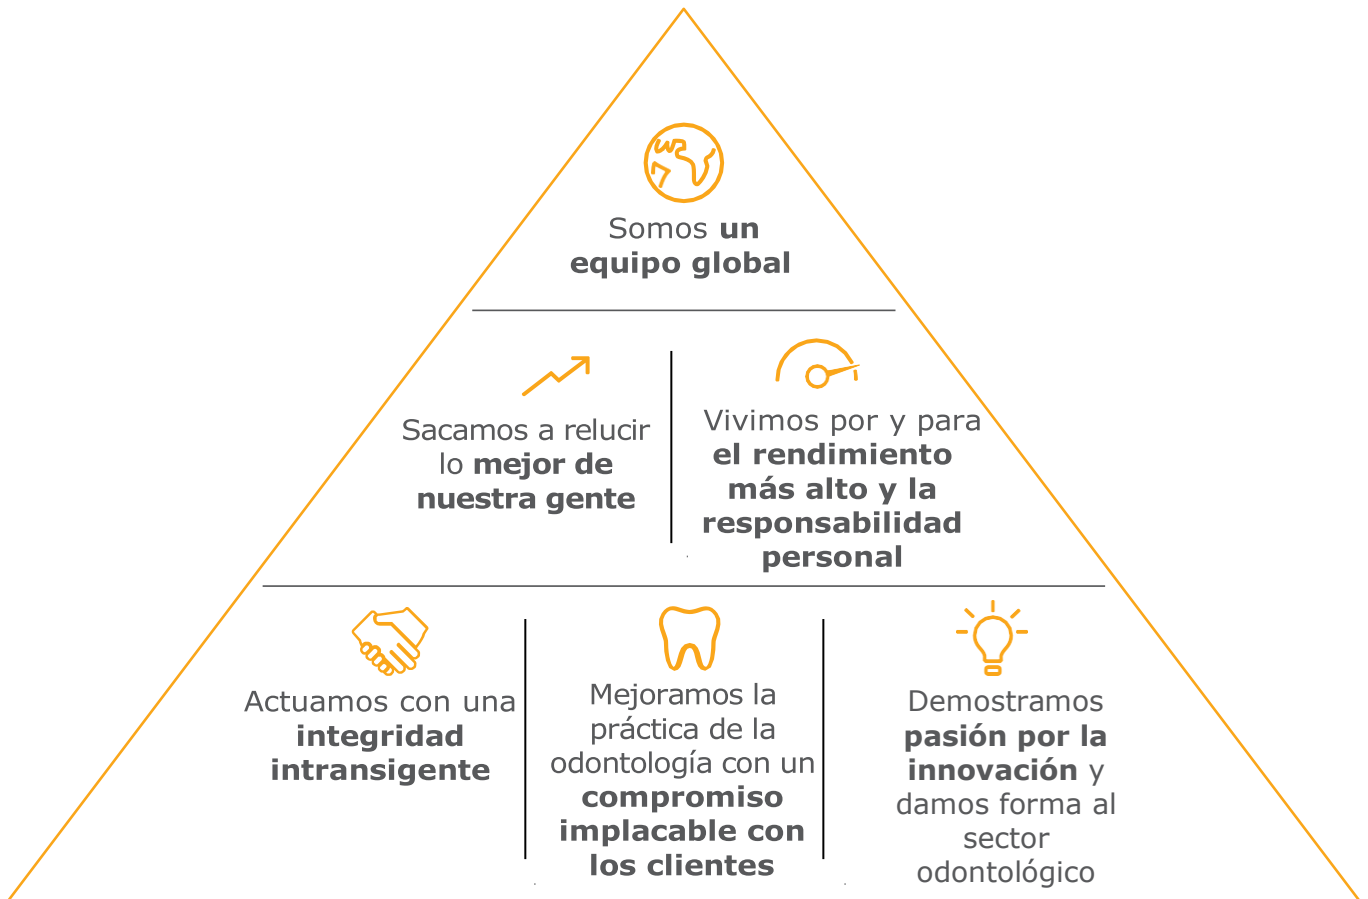 Somos un
equipo global
Sacamos a relucir
lo mejor de
nuestra gente
Vivimos por y para
el rendimiento
más alto y la
responsabilidad
personal
Actuamos con una
integridad
intransigente
Mejoramos la
práctica de la
odontología con un
compromiso
implacable con
los clientes
Demostramos
pasión por la
innovación y
damos forma al
sector
odontológico